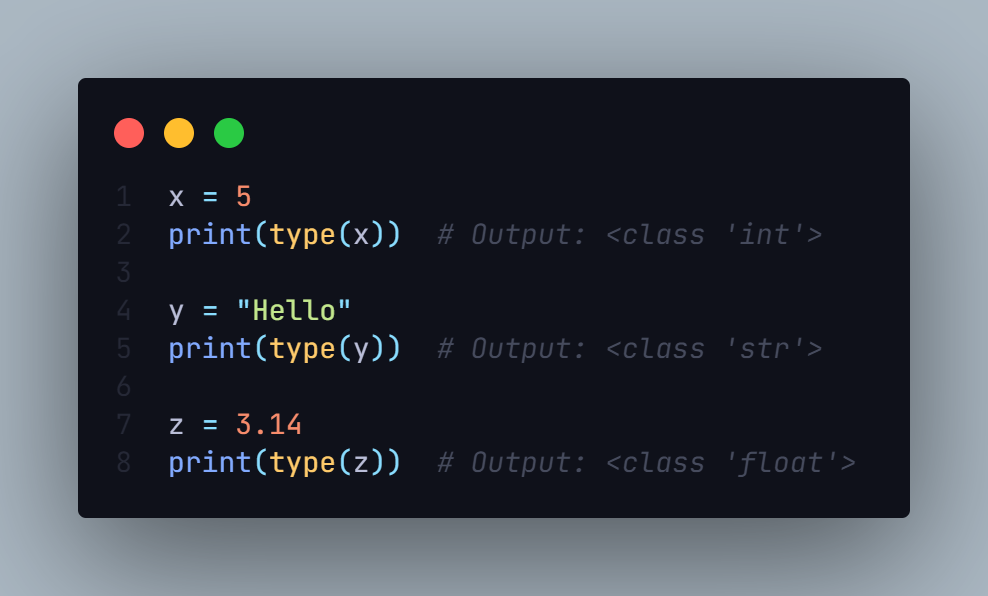 1 x = 5
2 print(type(x))  # Output: <class 'int'>
3
4 y = "Hello"
5 print(type(y))  # Output: <class 'str'>
6
7 z = 3.14
8 print(type(z))  # Output: <class 'float'>